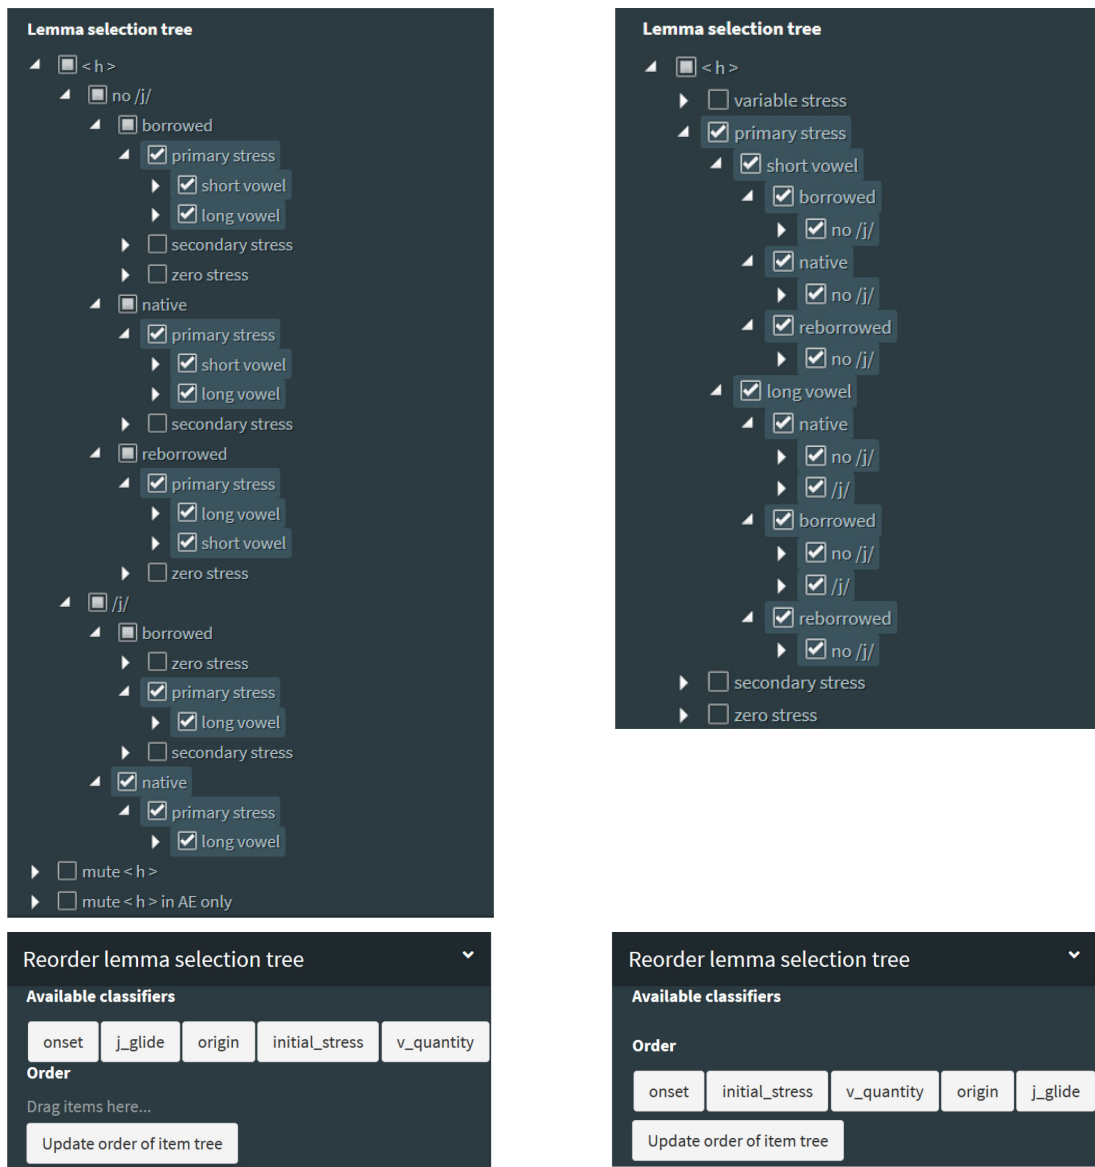 Lemma selection tree
< h >
no /j/
borrowed
primary stress
short vowel
long vowel
secondary stress
zero stress
native
primary stress
short vowel
long vowel
secondary stress
reborrowed
primary stress
long vowel
short vowel
zero stress
/j/
borrowed
zero stress
primary stress
long vowel
secondary stress
native
primary stress
long vowel
mute < h >
mute < h > in AE only
Reorder lemma selection tree
Available classifiers
onset j_glide origin initial_stress v_quantity
Order
Drag items here...
Update order of item tree
Lemma selection tree
< h >
variable stress
primary stress
short vowel
borrowed
no /j/
native
no /j/
reborrowed
no /j/
long vowel
native
no /j/
/j/
borrowed
no /j/
/j/
reborrowed
no /j/
secondary stress
zero stress
Reorder lemma selection tree
Available classifiers
Order
onset initial_stress v_quantity origin j_glide
Update order of item tree